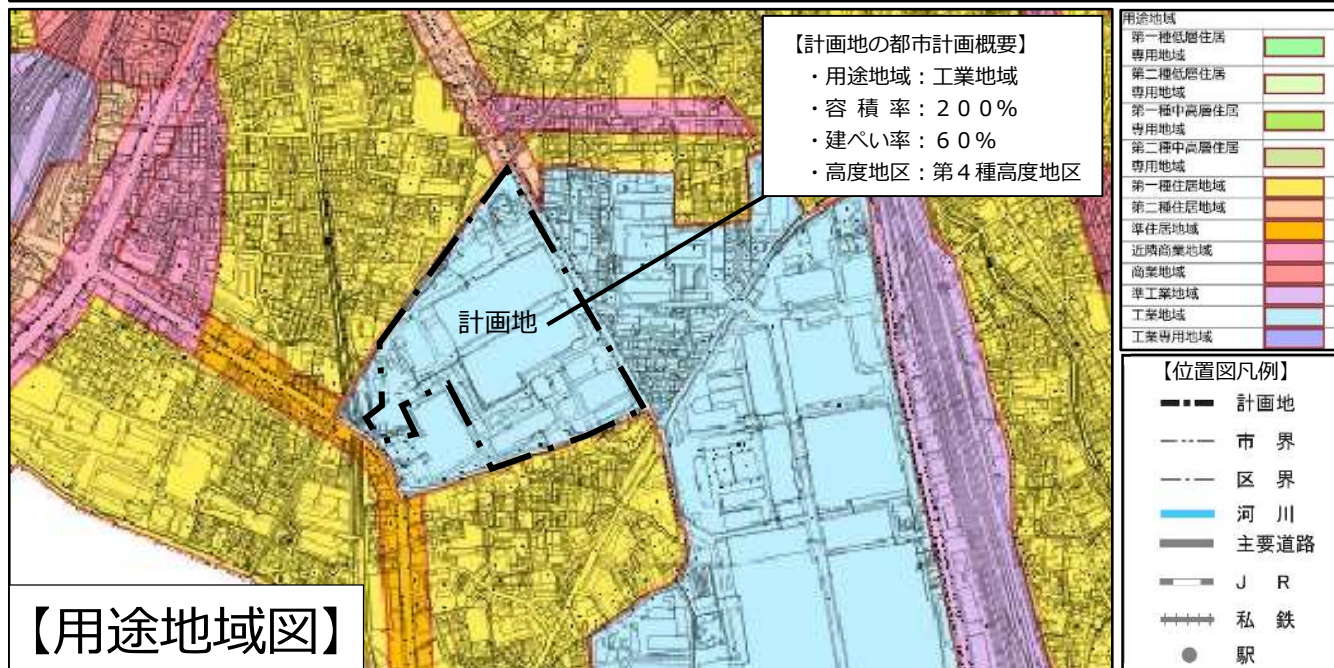 【計画地の都市計画概要】
・用途地域：工業地域
・容 積 率：２００％
・建ぺい率：６０％
・高度地区：第４種高度地区
計画地
【用途地域図】
用途地域
第一種低層住居
専用地域
第二種低層住居
専用地域
第一種中高層住居
専用地域
第二種中高層住居
専用地域
第一種住居地域
第二種住居地域
準住居地域
近隣商業地域
商業地域
準工業地域
工業地域
工業専用地域
【位置図凡例】
計画地
市　界
区　界
河　川
主要道路
Ｊ　Ｒ
私　鉄
駅